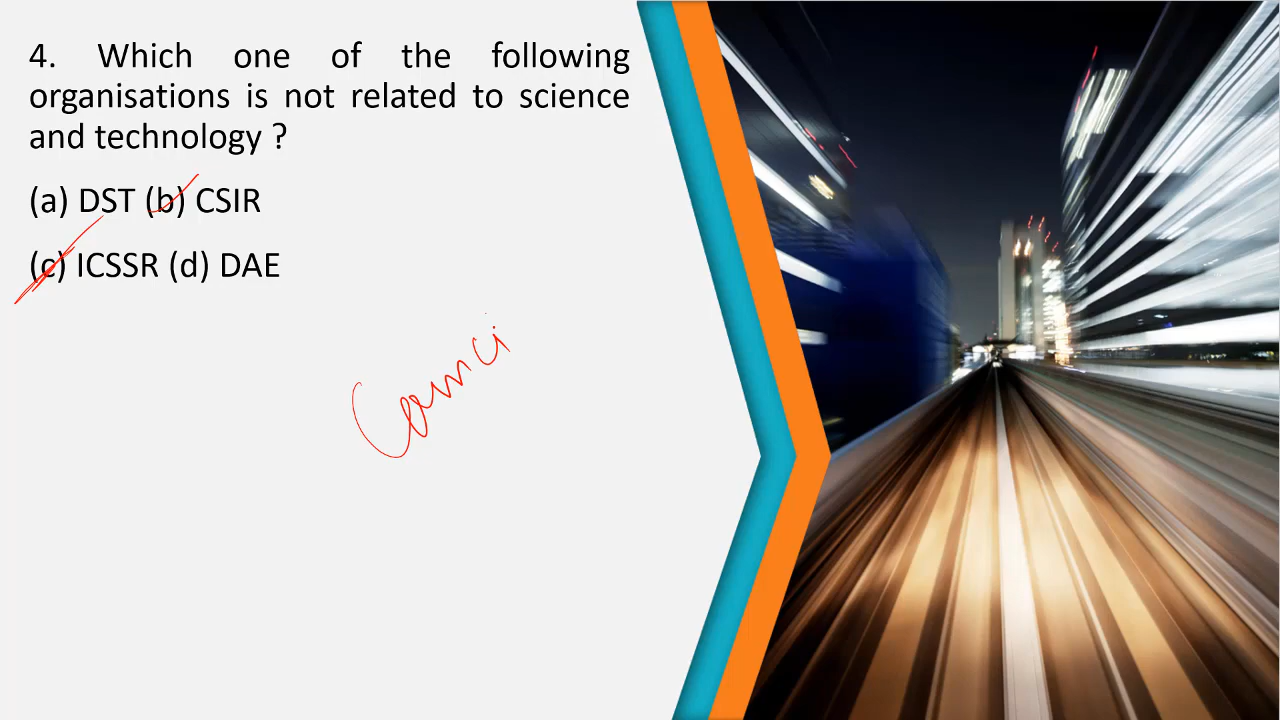 4. Which one of the following
organisations is not related to science
and technology ?
(a) DST (b) CSIR
(c) ICSSR (d) DAE